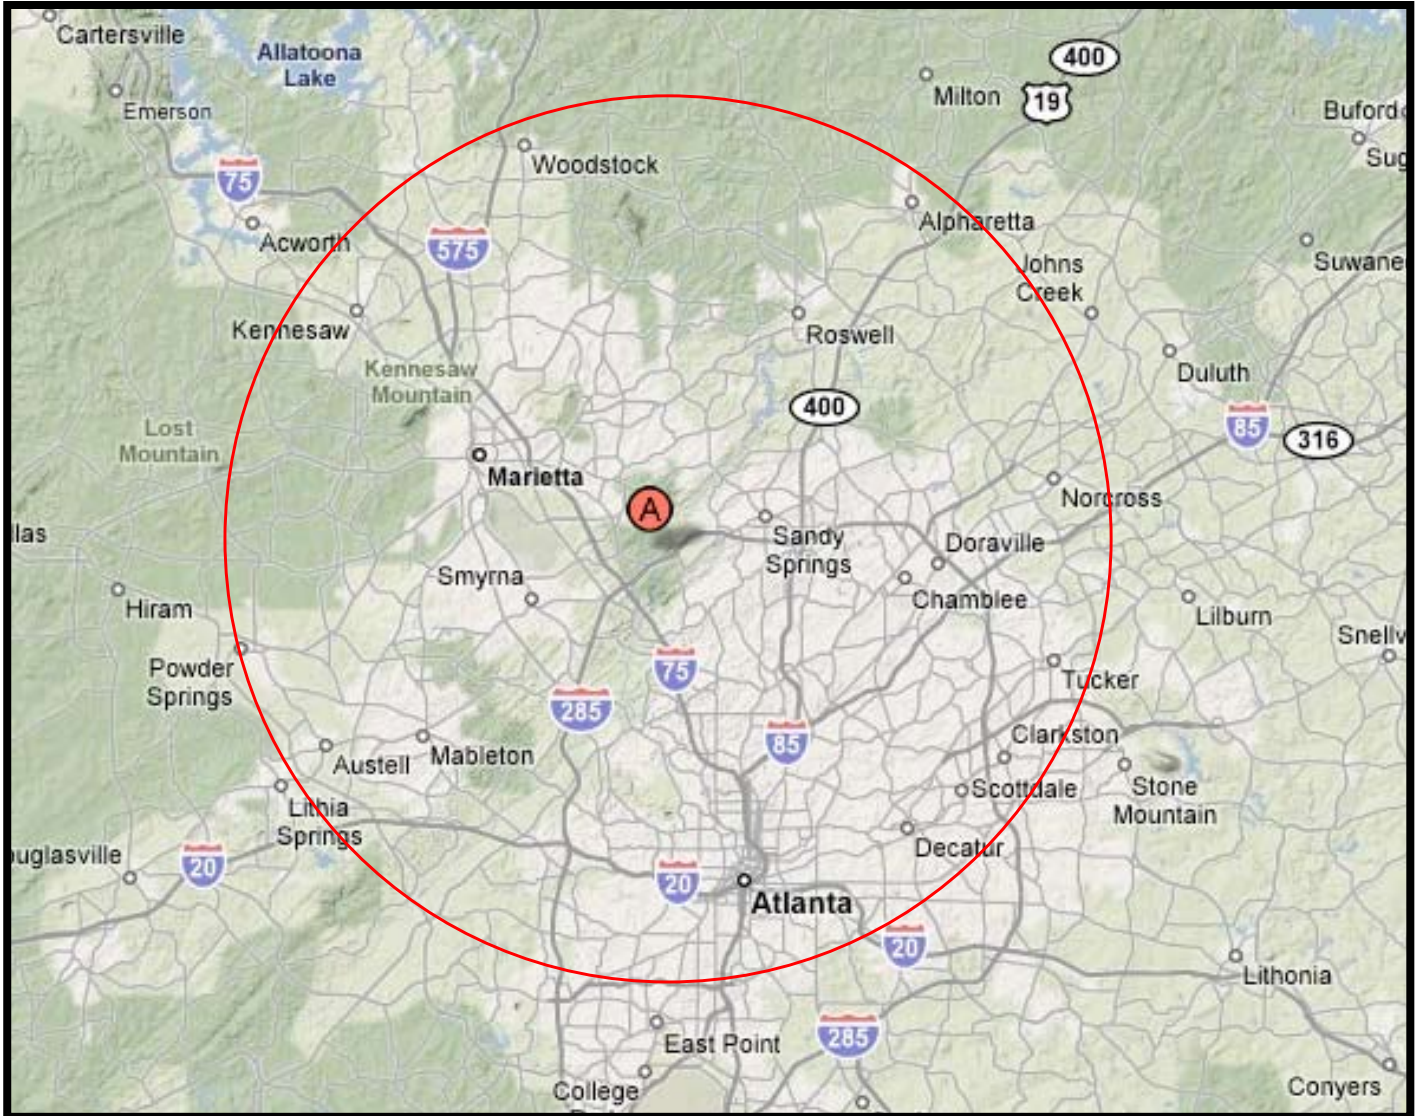 Cartersville
Allatoona
Lake
400
Milton
19
Emerson
Buford
Sug
Woodstock
75
Alpharetta
Acworth
575
Johns
Creek
Suwane
Kennesaw
Roswell
Kennesaw
Mountain
Duluth
400
Lost
Mountain
85
316
Marietta
Norcross
A
llas
Sandy
Springs
Doraville
Smyrna
Chamblee
Hiram
Lilburn
Snellv
Powder
Springs
75
Tucker
285
85
Clarkston
Austell
Mableton
Scottdale
Stone
Mountain
Lithia
Springs
Decatur
ouglasville
20
20
Atlanta
20
Lithonia
285
East Point
College
Conyers